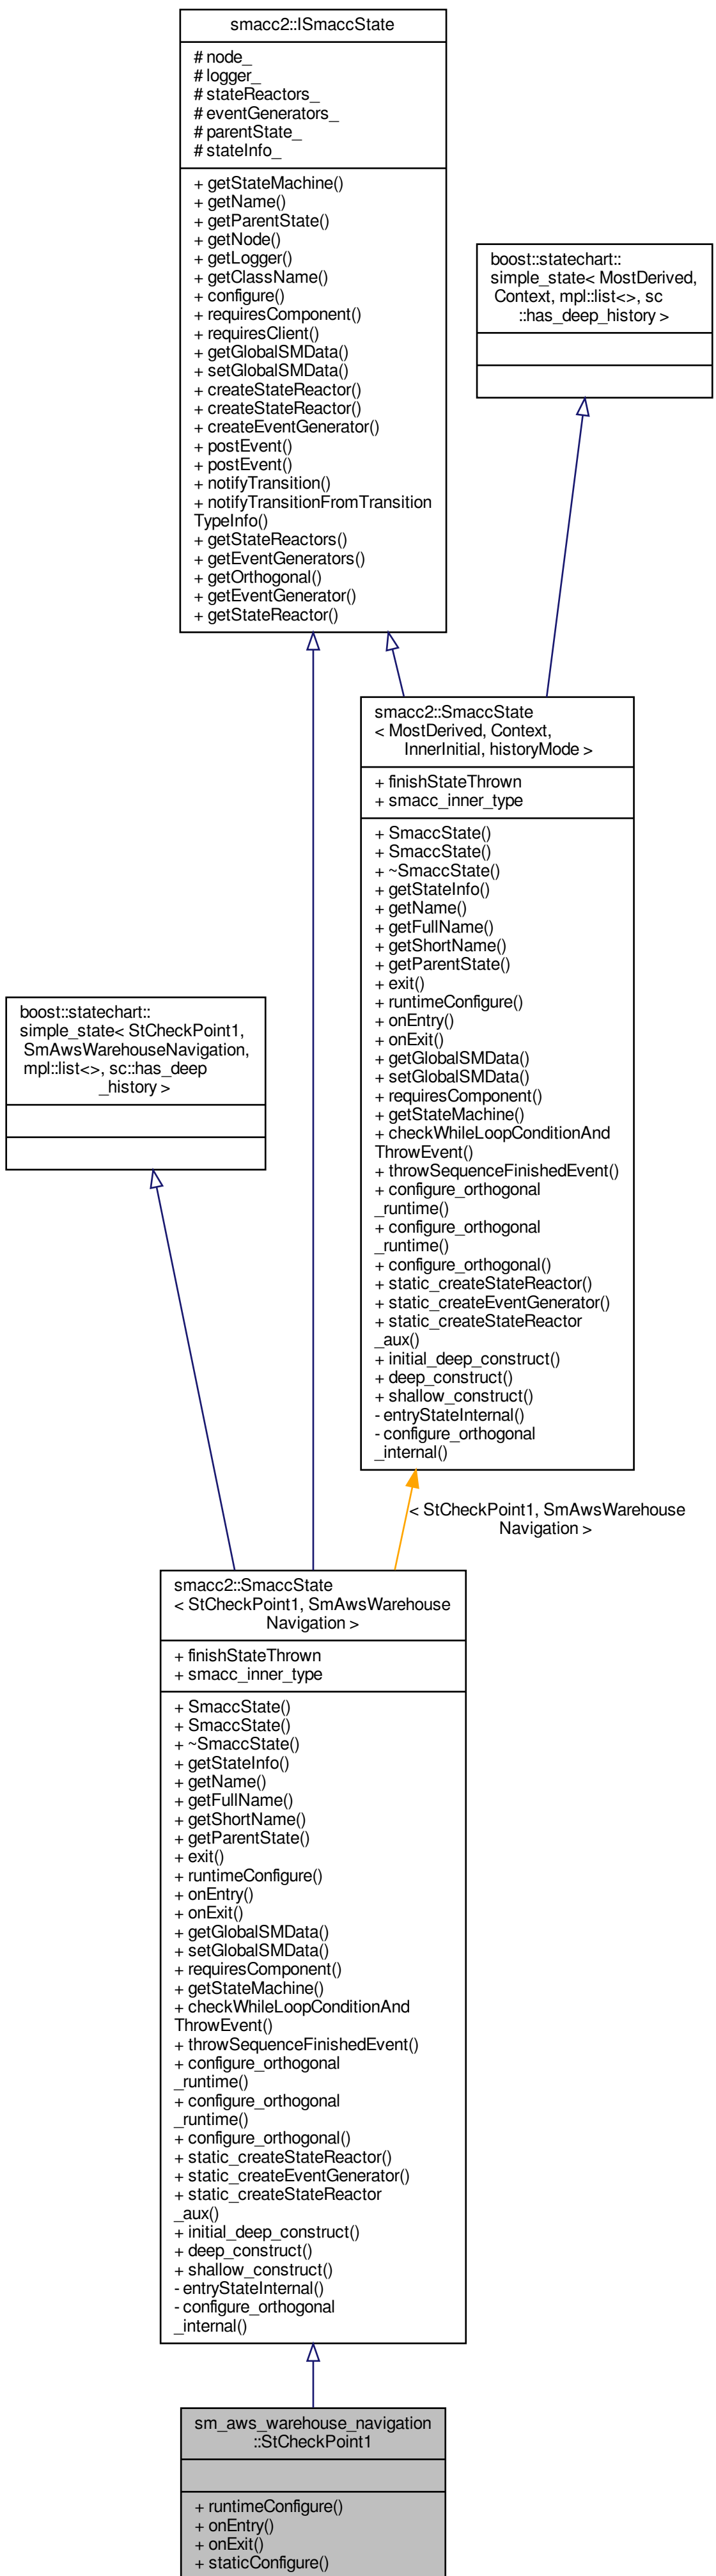 smacc2::ISmaccState
# node_
# logger_
# stateReactors_
# eventGenerators_
# parentState_
# stateInfo_
+ getStateMachine()
+ getName()
+ getParentState()
+ getNode()
+ getLogger()
+ getClassName()
+ configure()
+ requiresComponent()
+ requiresClient()
+ getGlobalSMData()
+ setGlobalSMData()
+ createStateReactor()
+ createStateReactor()
+ createEventGenerator()
+ postEvent()
+ postEvent()
+ notifyTransition()
+ notifyTransitionFromTransition
TypeInfo()
+ getStateReactors()
+ getEventGenerators()
+ getOrthogonal()
+ getEventGenerator()
+ getStateReactor()
boost::statechart::
simple_state< MostDerived,
Context, mpl::list<>, sc
::has_deep_history >
smacc2::SmaccState
< MostDerived, Context,
InnerInitial, historyMode >
+ finishStateThrown
+ smacc_inner_type
+ SmaccState()
+ SmaccState()
+ ~SmaccState()
+ getStateInfo()
+ getName()
+ getFullName()
+ getShortName()
+ getParentState()
+ exit()
+ runtimeConfigure()
+ onEntry()
+ onExit()
+ getGlobalSMData()
+ setGlobalSMData()
+ requiresComponent()
+ getStateMachine()
+ checkWhileLoopConditionAnd
ThrowEvent()
+ throwSequenceFinishedEvent()
+ configure_orthogonal
_runtime()
+ configure_orthogonal
_runtime()
+ configure_orthogonal()
+ static_createStateReactor()
+ static_createEventGenerator()
+ static_createStateReactor
_aux()
+ initial_deep_construct()
+ deep_construct()
+ shallow_construct()
- entryStateInternal()
- configure_orthogonal
_internal()
boost::statechart::
simple_state< StCheckPoint1,
SmAwsWarehouseNavigation,
mpl::list<>, sc::has_deep
_history >
< StCheckPoint1, SmAwsWarehouse
Navigation >
smacc2::SmaccState
< StCheckPoint1, SmAwsWarehouse
Navigation >
+ finishStateThrown
+ smacc_inner_type
+ SmaccState()
+ SmaccState()
+ ~SmaccState()
+ getStateInfo()
+ getName()
+ getFullName()
+ getShortName()
+ getParentState()
+ exit()
+ runtimeConfigure()
+ onEntry()
+ onExit()
+ getGlobalSMData()
+ setGlobalSMData()
+ requiresComponent()
+ getStateMachine()
+ checkWhileLoopConditionAnd
ThrowEvent()
+ throwSequenceFinishedEvent()
+ configure_orthogonal
_runtime()
+ configure_orthogonal
_runtime()
+ configure_orthogonal()
+ static_createStateReactor()
+ static_createEventGenerator()
+ static_createStateReactor
_aux()
+ initial_deep_construct()
+ deep_construct()
+ shallow_construct()
- entryStateInternal()
- configure_orthogonal
_internal()
sm_aws_warehouse_navigation
::StCheckPoint1
+ runtimeConfigure()
+ onEntry()
+ onExit()
+ staticConfigure()